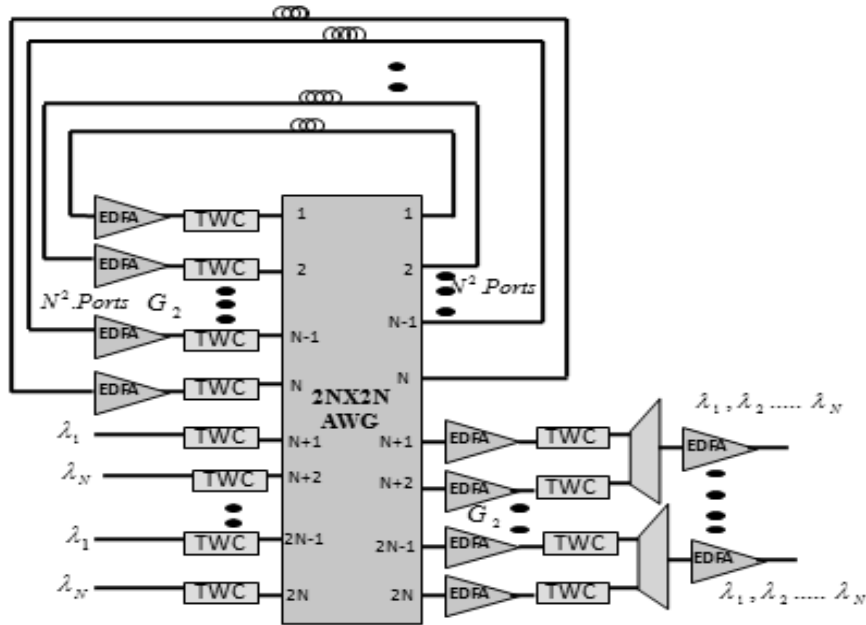 EDFA TWC 1 1
EDFA TWC 2 2
N².Ports G₂ N².Ports
N-1
EDFA TWC N-1
EDFA TWC N N
2NX2N
AWG
λ₁, λ₂ ..... λ_N
λ₁ TWC N+1 N+1 EDFA TWC EDFA
λ_N TWC N+2 N+2 EDFA TWC
G₂
λ₁ TWC 2N-1 2N-1 EDFA TWC EDFA
λ_N TWC 2N 2N EDFA TWC
λ₁, λ₂ ..... λ_N